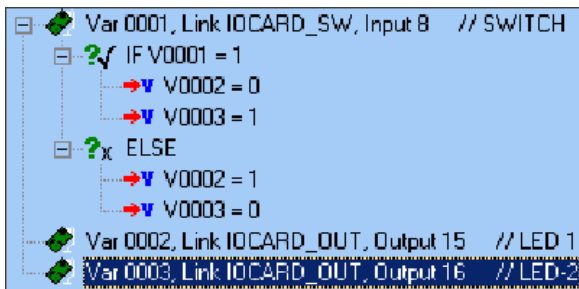 Var 0001, Link IOCARD_SW, Input 8 // SWITCH
IF V0001 = 1
V V0002 = 0
V V0003 = 1
ELSE
V V0002 = 1
V V0003 = 0
Var 0002, Link IOCARD_OUT, Output 15 // LED 1
Var 0003, Link IOCARD_OUT, Output 16 // LED-2